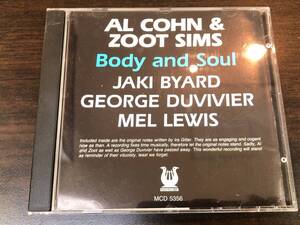 AL COHN &
ZOOT SIMS
Body and Soul
JAKI BYARD
GEORGE DUVIVIER
MEL LEWIS
Included inside are the original notes written by Ira Gitler. They are as engaging and cogent
now as then. A recording fixes time musically, therefore let the original notes stand. Sadly, Al
and Zoot as well as George Duvivier have passed away. This wonderful recording will stand
as reminder of their vitality, least we forget.
MCD 5356